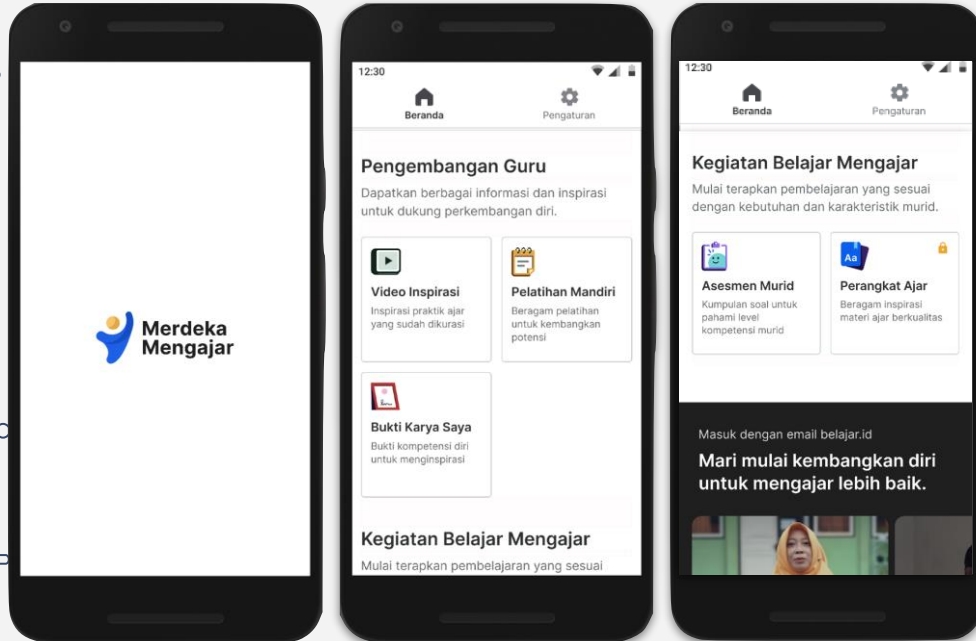 Merdeka
Mengajar
12:30
Beranda
Pengaturan
Pengembangan Guru
Dapatkan berbagai informasi dan inspirasi
untuk dukung perkembangan diri.
Video Inspirasi
Inspirasi praktik ajar
yang sudah dikurasi
Pelatihan Mandiri
Beragam pelatihan
untuk kembangkan
potensi
Bukti Karya Saya
Bukti kompetensi diri
untuk menginspirasi
Kegiatan Belajar Mengajar
Mulai terapkan pembelajaran yang sesuai
12:30
Beranda
Pengaturan
Kegiatan Belajar Mengajar
Mulai terapkan pembelajaran yang sesuai
dengan kebutuhan dan karakteristik murid.
Asesmen Murid
Kumpulan soal untuk
pahami level
kompetensi murid
Aa
Perangkat Ajar
Beragam inspirasi
materi ajar berkualitas
Masuk dengan email belajar.id
Mari mulai kembangkan diri
untuk mengajar lebih baik.